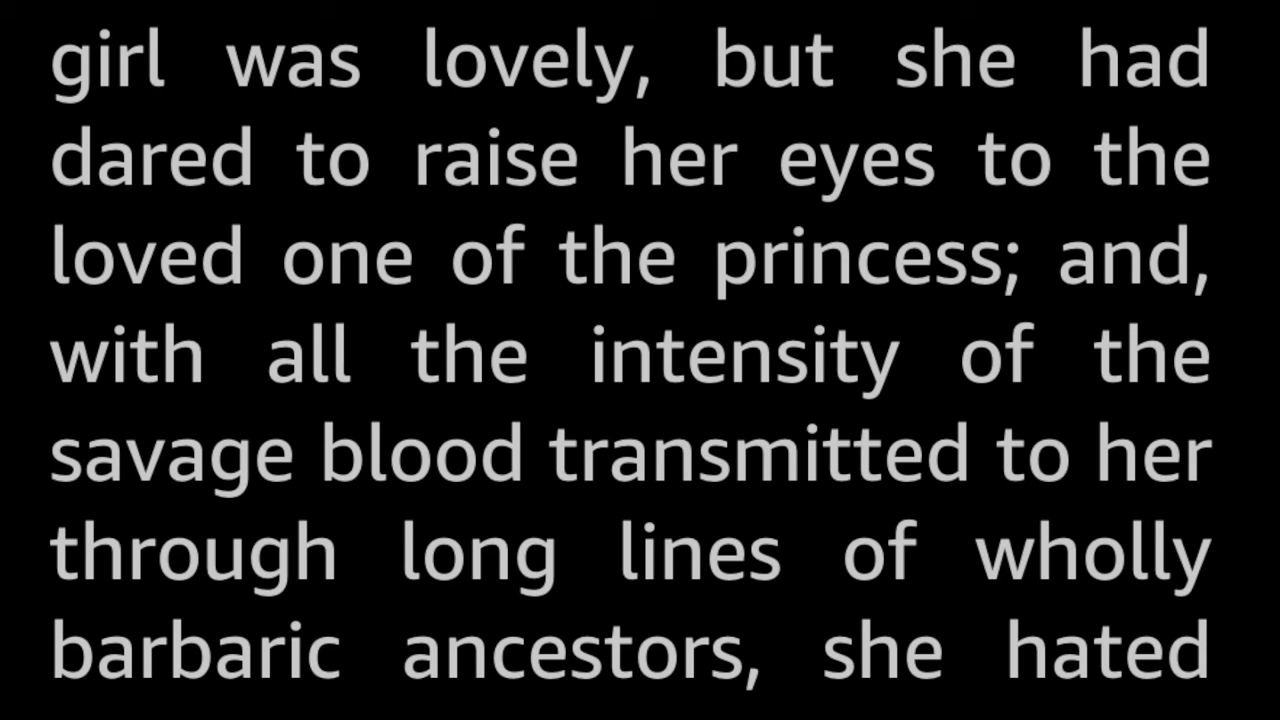 girl was lovely, but she had
dared to raise her eyes to the
loved one of the princess; and,
with all the intensity of the
savage blood transmitted to her
through long lines of wholly
barbaric ancestors, she hated